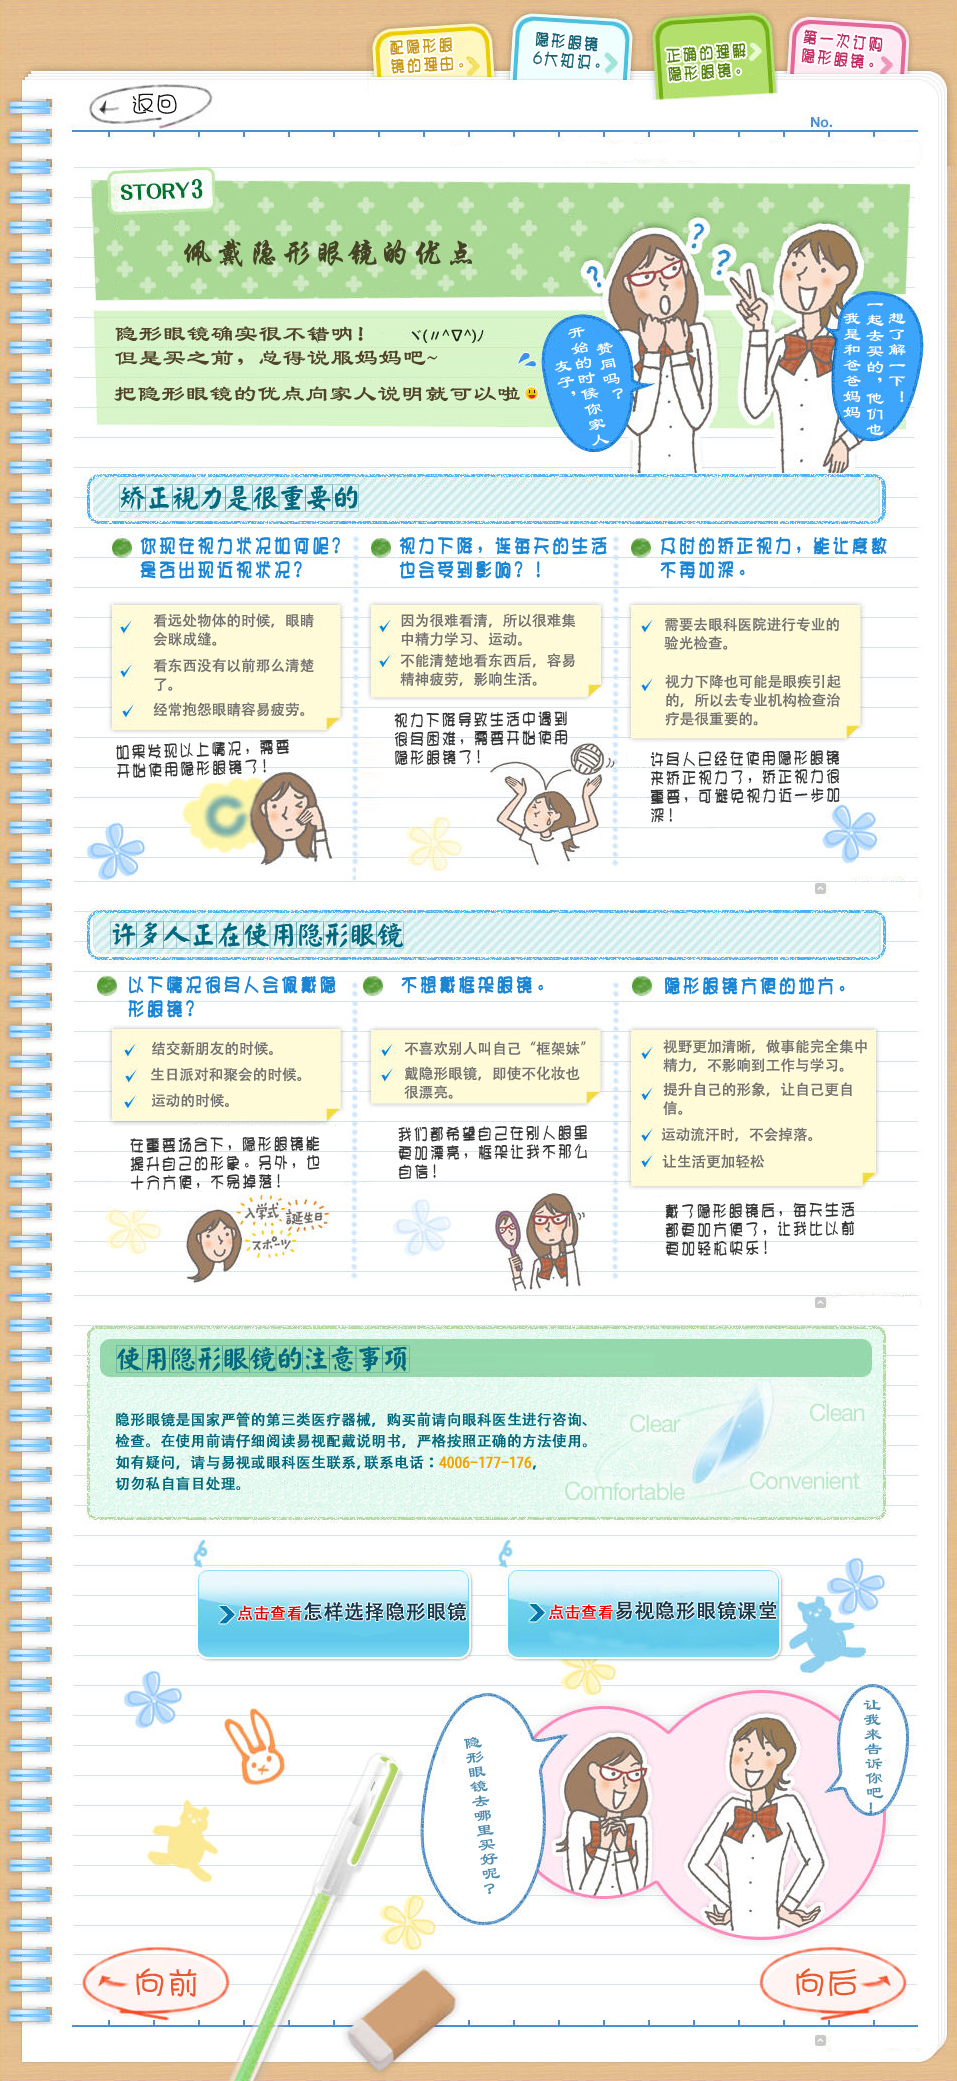 配隐形眼
镜的理由。
隐形眼镜
6大知识。
正确的理解
隐形眼镜。
第一次订购
隐形眼镜。
返回
No.
STORY3
佩戴隐形眼镜的优点
隐形眼镜确实很不错呐！ ヾ(〃^∇^)ﾉ
但是买之前，总得说服妈妈吧~
把隐形眼镜的优点向家人说明就可以啦
赞同吗？
开始的时候你家人
友子，
想了解一下！
一起去买的，他们也
我是和爸爸妈妈
矫正視力是很重要的
你现在视力状况如何呢？
是否出现近视状况？
看远处物体的时候，眼睛
会眯成缝。
看东西没有以前那么清楚
了。
经常抱怨眼睛容易疲劳。
如果发现以上情况，需要
开始使用隐形眼镜了！
视力下降，连每天的生活
也会受到影响？！
因为很难看清，所以很难集
中精力学习、运动。
不能清楚地看东西后，容易
精神疲劳，影响生活。
视力下降导致生活中遇到
很多困难，需要开始使用
隐形眼镜了！
及时的矫正视力，能让度数
不再加深。
需要去眼科医院进行专业的
验光检查。
视力下降也可能是眼疾引起
的，所以去专业机构检查治
疗是很重要的。
许多人已经在使用隐形眼镜
来矫正视力了，矫正视力很
重要，可避免视力近一步加
深！
许多人正在使用隐形眼镜
以下情况很多人会佩戴隐
形眼镜？
结交新朋友的时候。
生日派对和聚会的时候。
运动的时候。
在重要场合下，隐形眼镜能
提升自己的形象。另外，也
十分方便，不易掉落！
入学式
誕生日
スポーツ
不想戴框架眼镜。
不喜欢别人叫自己“框架妹”
戴隐形眼镜，即使不化妆也
很漂亮。
我们都希望自己在别人眼里
更加漂亮，框架让我不那么
自信！
隐形眼镜方便的地方。
视野更加清晰，做事能完全集中
精力，不影响到工作与学习。
提升自己的形象，让自己更自
信。
运动流汗时，不会掉落。
让生活更加轻松
戴了隐形眼镜后，每天生活
都更加方便了，让我比以前
更加轻松快乐！
使用隐形眼镜的注意事项
隐形眼镜是国家严管的第三类医疗器械，购买前请向眼科医生进行咨询、
检查。在使用前请仔细阅读易视配戴说明书，严格按照正确的方法使用。
如有疑问，请与易视或眼科医生联系,联系电话：4006-177-176,
切勿私自盲目处理。
Clear
Clean
Comfortable
Convenient
点击查看怎样选择隐形眼镜
点击查看易视隐形眼镜课堂
隐形眼镜去哪里买好呢？
让我来告诉你吧！
向前
向后